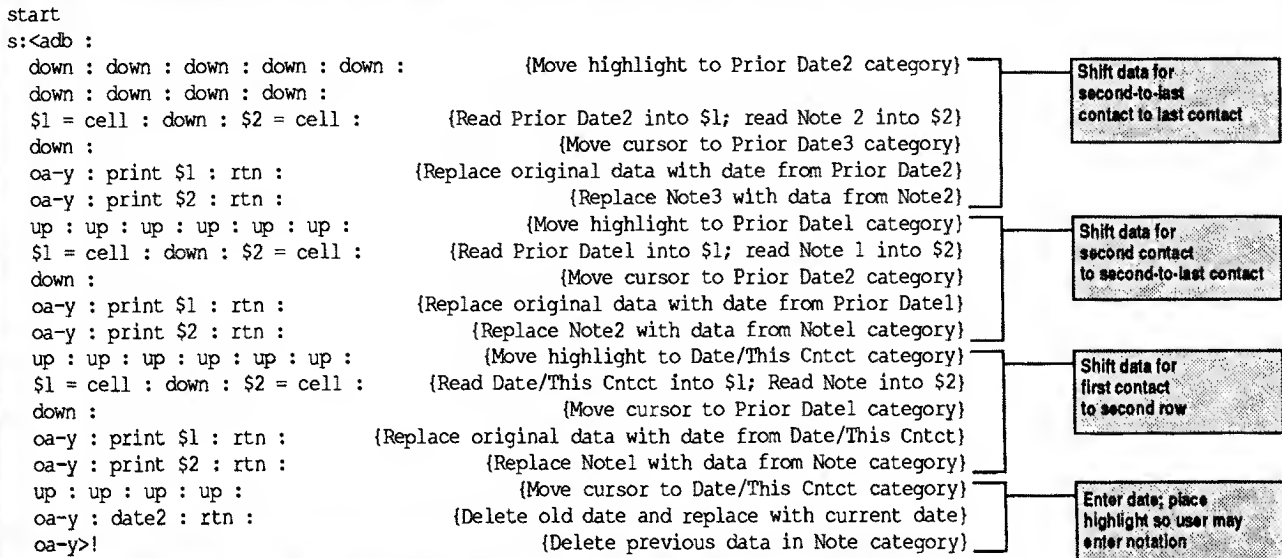 start
s:<adb :
down : down : down : down : down : {Move highlight to Prior Date2 category}
down : down : down : down :
$1 = cell : down : $2 = cell : {Read Prior Date2 into $1; read Note 2 into $2}
down : {Move cursor to Prior Date3 category}
oa-y : print $1 : rtn : {Replace original data with date from Prior Date2}
oa-y : print $2 : rtn : {Replace Note3 with data from Note2}
up : up : up : up : up : up : {Move highlight to Prior Date1 category}
$1 = cell : down : $2 = cell : {Read Prior Date1 into $1; read Note 1 into $2}
down : {Move cursor to Prior Date2 category}
oa-y : print $1 : rtn : {Replace original data with date from Prior Date1}
oa-y : print $2 : rtn : {Replace Note2 with data from Note1 category}
up : up : up : up : up : up : {Move highlight to Date/This Cntct category}
$1 = cell : down : $2 = cell : {Read Date/This Cntct into $1; Read Note into $2}
down : {Move cursor to Prior Date1 category}
oa-y : print $1 : rtn : {Replace original data with date from Date/This Cntct}
oa-y : print $2 : rtn : {Replace Note1 with data from Note category}
up : up : up : up : {Move cursor to Date/This Cntct category}
oa-y : date2 : rtn : {Delete old date and replace with current date}
oa-y>! {Delete previous data in Note category}
Shift data for
second-to-last
contact to last contact
Shift data for
second contact
to second-to-last contact
Shift data for
first contact
to second row
Enter date; place
highlight so user may
enter notation